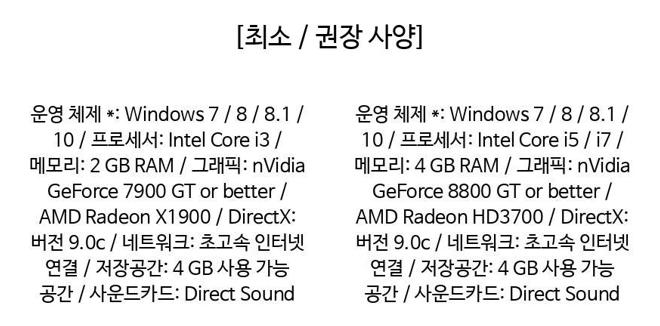 [최소 / 권장 사양]
운영 체제 *: Windows 7 / 8 / 8.1 /
10 / 프로세서: Intel Core i3 /
메모리: 2 GB RAM / 그래픽: nVidia
GeForce 7900 GT or better /
AMD Radeon X1900 / DirectX:
버전 9.0c / 네트워크: 초고속 인터넷
연결 / 저장공간: 4 GB 사용 가능
공간 / 사운드카드: Direct Sound
운영 체제 *: Windows 7 / 8 / 8.1 /
10 / 프로세서: Intel Core i5 / i7 /
메모리: 4 GB RAM / 그래픽: nVidia
GeForce 8800 GT or better /
AMD Radeon HD3700 / DirectX:
버전 9.0c / 네트워크: 초고속 인터넷
연결 / 저장공간: 4 GB 사용 가능
공간 / 사운드카드: Direct Sound